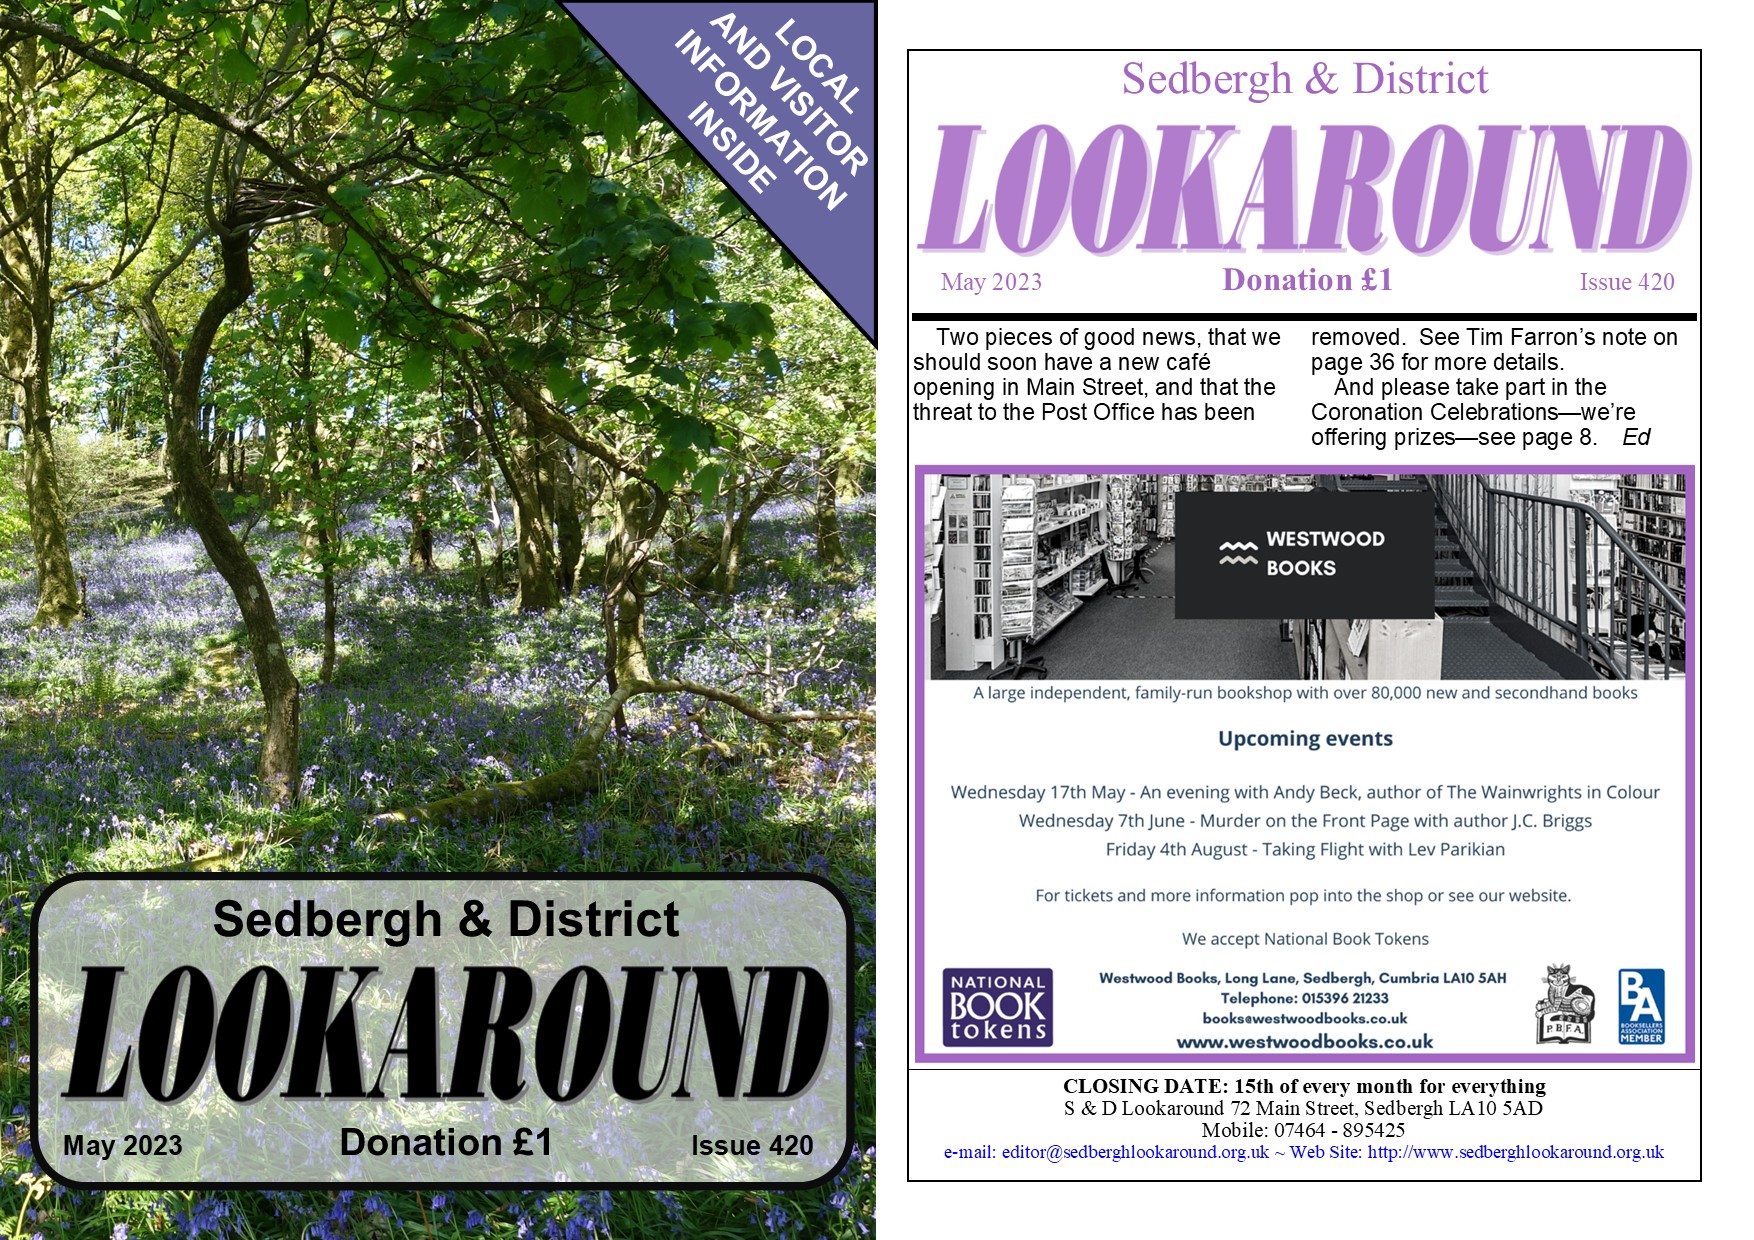 LOCAL
AND VISITOR
INFORMATION
INSIDE
Sedbergh & District
LOOKAROUND
May 2023 Donation £1 Issue 420
Sedbergh & District
LOOKAROUND
May 2023 Donation £1 Issue 420
Two pieces of good news, that we
should soon have a new café
opening in Main Street, and that the
threat to the Post Office has been
removed. See Tim Farron's note on
page 36 for more details.
And please take part in the
Coronation Celebrations—we're
offering prizes—see page 8. Ed
WESTWOOD
BOOKS
A large independent, family-run bookshop with over 80,000 new and secondhand books
Upcoming events
Wednesday 17th May - An evening with Andy Beck, author of The Wainwrights in Colour
Wednesday 7th June - Murder on the Front Page with author J.C. Briggs
Friday 4th August - Taking Flight with Lev Parikian
For tickets and more information pop into the shop or see our website.
We accept National Book Tokens
NATIONAL
BOOK
tokens
Westwood Books, Long Lane, Sedbergh, Cumbria LA10 5AH
Telephone: 015396 21233
books@westwoodbooks.co.uk
www.westwoodbooks.co.uk
P.B.F.A.
BA
BOOKSELLERS
ASSOCIATION
MEMBER
CLOSING DATE: 15th of every month for everything
S & D Lookaround 72 Main Street, Sedbergh LA10 5AD
Mobile: 07464 - 895425
e-mail: editor@sedberghlookaround.org.uk ~ Web Site: http://www.sedberghlookaround.org.uk